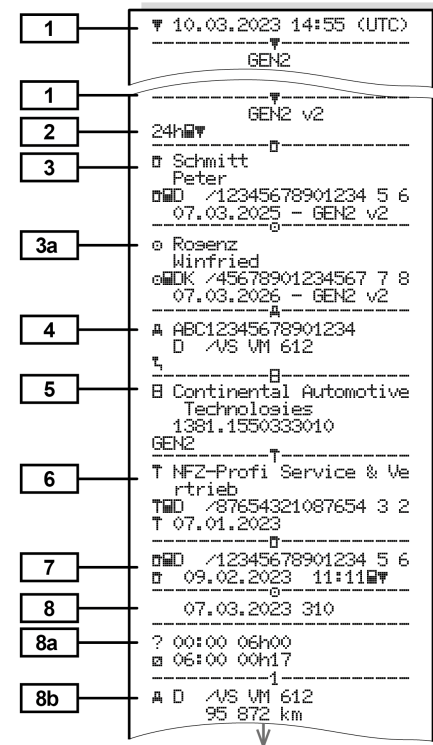 1 ▼ 10.03.2023 14:55 (UTC)
GEN2
1
GEN2 v2
2 24h▼
3 Schmitt
Peter
D /12345678901234 5 6
07.03.2025 - GEN2 v2
3a Rogenz
Winfried
DK /45678901234567 7 8
07.03.2026 - GEN2 v2
4 ABC12345678901234
D /VS VM 612
5 Continental Automotive
Technologies
1381.1550333010
GEN2
6 NFZ-Profi Service & Ve
rtrieb
D /87654321087654 3 2
07.01.2023
7 D /12345678901234 5 6
09.02.2023 11:11▼
8 07.03.2023 310
8a ? 00:00 06h00
06:00 00h17
1
8b D /VS VM 612
95 872 km